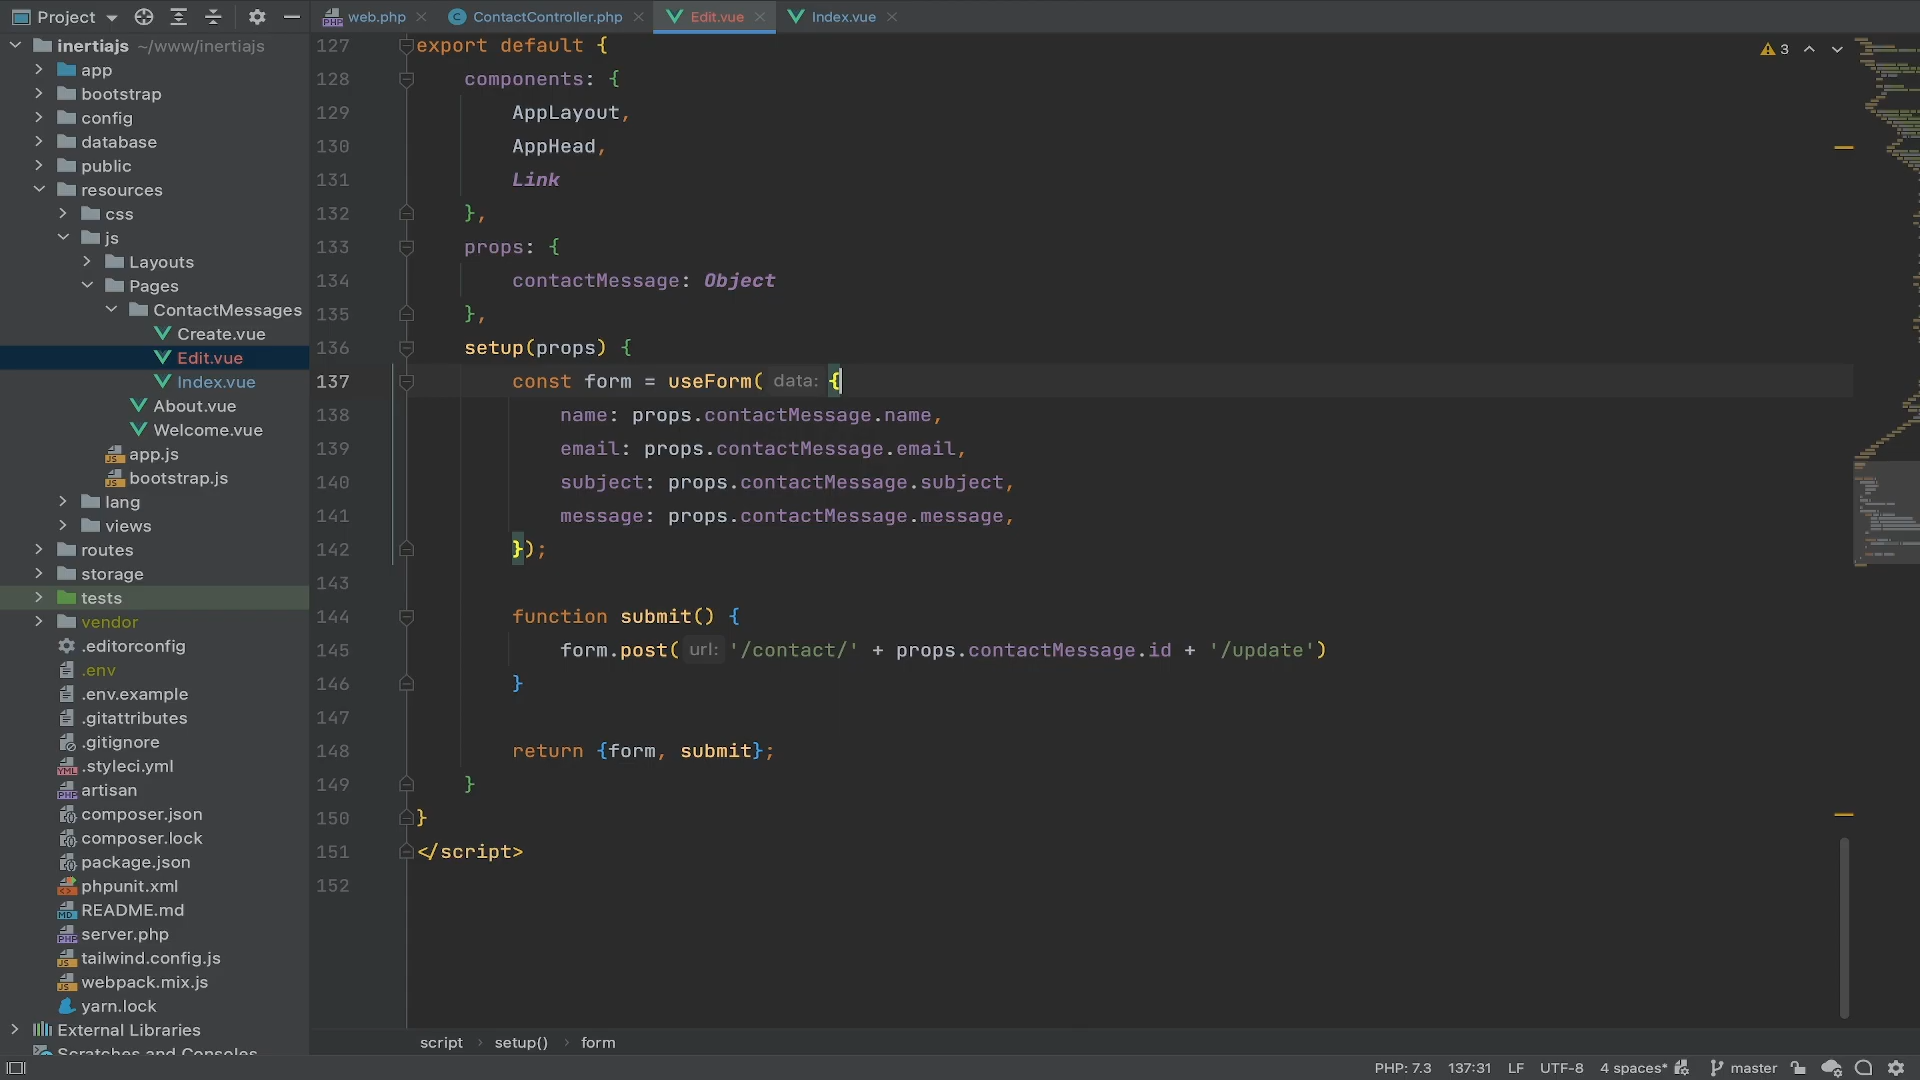 Project
web.php
ContactController.php
Edit.vue
Index.vue
inertiajs ~/www/inertiajs
app
bootstrap
config
database
public
resources
css
js
Layouts
Pages
ContactMessages
Create.vue
Edit.vue
Index.vue
About.vue
Welcome.vue
app.js
bootstrap.js
lang
views
routes
storage
tests
vendor
.editorconfig
.env
.env.example
.gitattributes
.gitignore
.styleci.yml
artisan
composer.json
composer.lock
package.json
phpunit.xml
README.md
server.php
tailwind.config.js
webpack.mix.js
yarn.lock
External Libraries
Scratches and Consoles
3
127 export default {
128 components: {
129 AppLayout,
130 AppHead,
131 Link
132 },
133 props: {
134 contactMessage: Object
135 },
136 setup(props) {
137 const form = useForm( data: {
138 name: props.contactMessage.name,
139 email: props.contactMessage.email,
140 subject: props.contactMessage.subject,
141 message: props.contactMessage.message,
142 });
143
144 function submit() {
145 form.post( url: '/contact/' + props.contactMessage.id + '/update')
146 }
147
148 return {form, submit};
149 }
150 }
151 </script>
152
script › setup() › form
PHP: 7.3 137:31 LF UTF-8 4 spaces* master